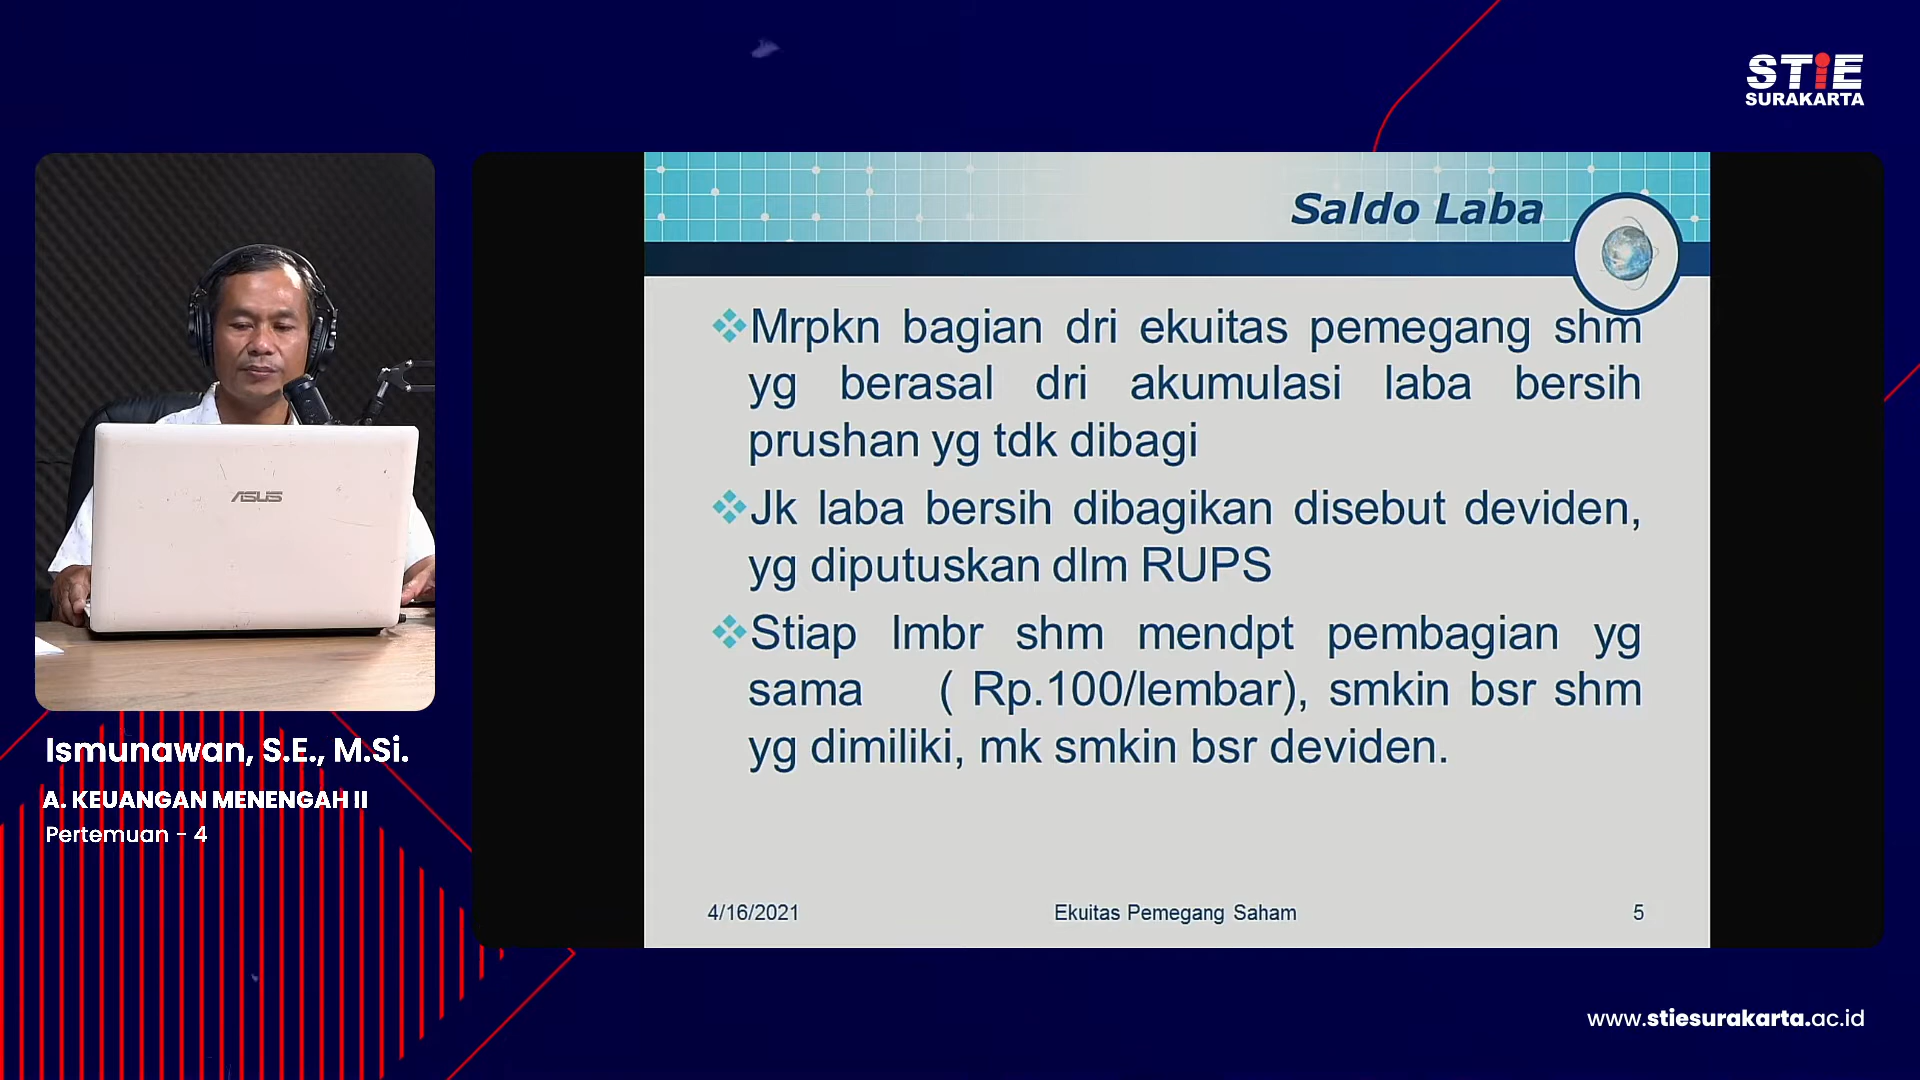 STiE
SURAKARTA
Saldo Laba
Mrpkn bagian dri ekuitas pemegang shm
yg berasal dri akumulasi laba bersih
prushan yg tdk dibagi
Jk laba bersih dibagikan disebut deviden,
yg diputuskan dlm RUPS
Stiap lmbr shm mendpt pembagian yg
sama ( Rp.100/lembar), smkin bsr shm
yg dimiliki, mk smkin bsr deviden.
4/16/2021
Ekuitas Pemegang Saham
5
ASUS
Ismunawan, S.E., M.Si.
A. KEUANGAN MENENGAH II
Pertemuan - 4
www.stiesurakarta.ac.id